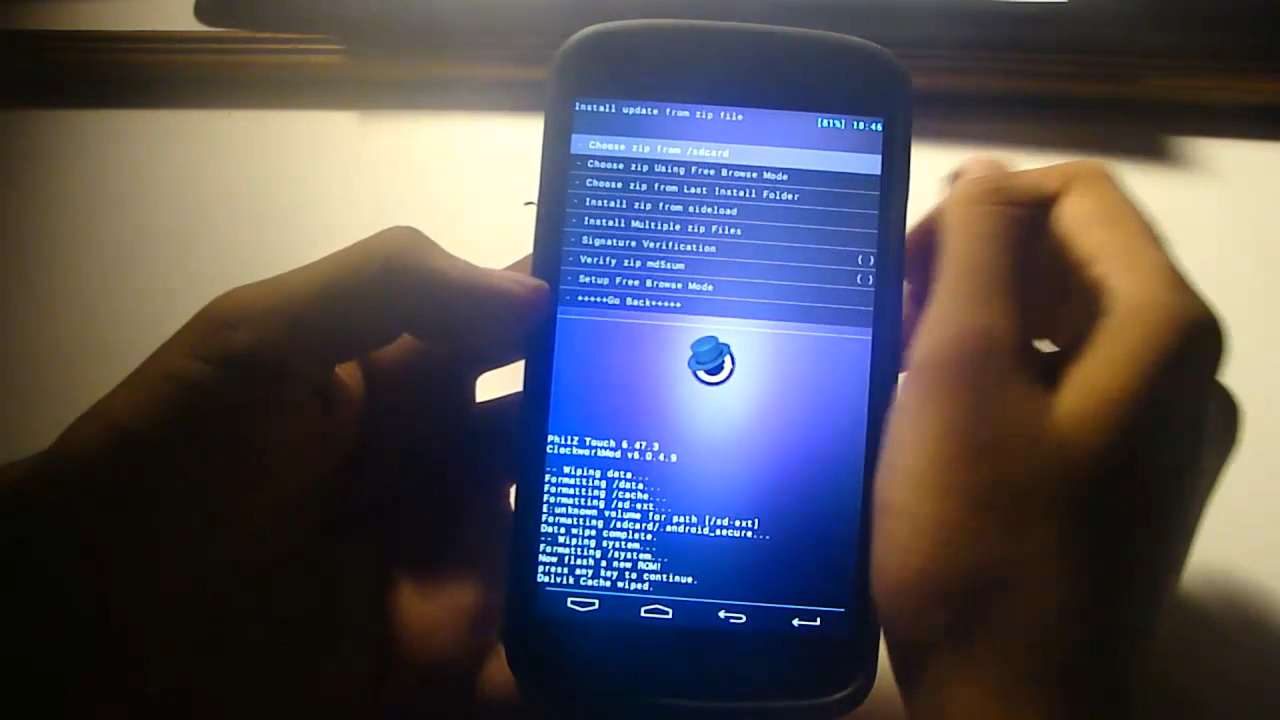 Install update from zip file
[81%] 18:46
- Choose zip from /sdcard
- Choose zip Using Free Browse Mode
- Choose zip from Last Install Folder
- Install zip from sideload
- Install Multiple zip Files
- Signature Verification ( )
- Verify zip md5sum ( )
- Setup Free Browse Mode
- +++++Go Back+++++
PhilZ Touch 6.47.3
ClockworkMod v6.0.4.9
-- Wiping data...
Formatting /data...
Formatting /cache...
Formatting /sd-ext...
E:unknown volume for path [/sd-ext]
Formatting /sdcard/.android_secure...
Data wipe complete.
-- Wiping system...
Formatting /system...
Now flash a new ROM!
press any key to continue.
Dalvik Cache wiped.